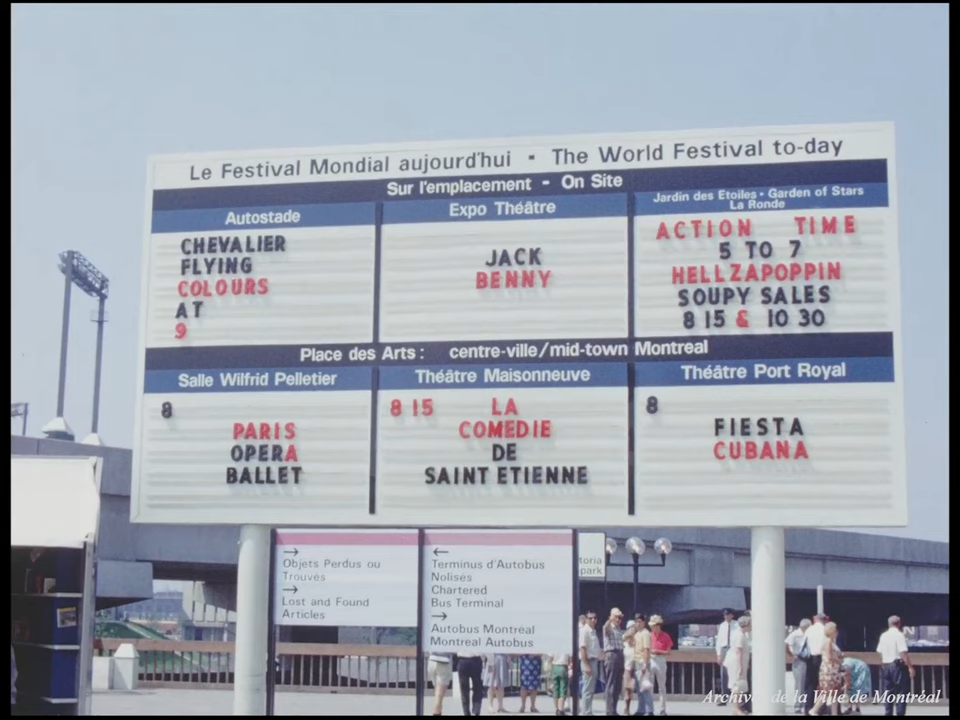 Le Festival Mondial aujourd'hui - The World Festival to-day
Sur l'emplacement - On Site
Autostade
CHEVALIER
FLYING
COLOURS
AT
9
Expo Théâtre
JACK
BENNY
Jardin des Etoiles - Garden of Stars
La Ronde
ACTION TIME
5 TO 7
HELLZAPOPPIN
SOUPY SALES
8 15 & 10 30
Place des Arts : centre-ville/mid-town Montreal
Salle Wilfrid Pelletier
8
PARIS
OPERA
BALLET
Théâtre Maisonneuve
8 15 LA
COMEDIE
DE
SAINT ETIENNE
Théâtre Port Royal
8
FIESTA
CUBANA
→
Objets Perdus ou
Trouvés
→
Lost and Found
Articles
←
Terminus d'Autobus
Nolisés
Chartered
Bus Terminal
→
Autobus Montréal
Montreal Autobus
toria
park
Archives de la Ville de Montréal